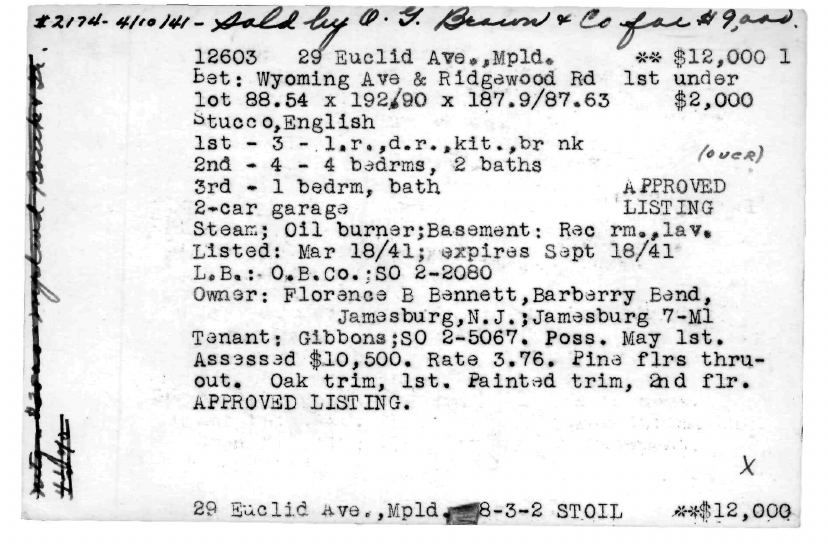 #2174- 4/10/41- Sold by O. G. Brown & Co for $9,000.
12603   29 Euclid Ave.,Mpld.   ** $12,000 1
bet: Wyoming Ave & Ridgewood Rd   1st under
lot 88.54 x 192/90 x 187.9/87.63   $2,000
Stucco,English
1st - 3 - l.r.,d.r.,kit.,br nk
(OVER)
2nd - 4 - 4 bedrms, 2 baths
3rd - 1 bedrm, bath   APPROVED
2-car garage   LISTING
Steam; Oil burner;Basement: Rec rm.,lav.
Listed: Mar 18/41; expires Sept 18/41
L.B.: O.B.Co.;SO 2-2080
Owner: Florence B Bennett,Barberry Bend,
Jamesburg,N.J.;Jamesburg 7-M1
Tenant: Gibbons;SO 2-5067. Poss. May 1st.
Assessed $10,500. Rate 3.76. Pine flrs thru-
out.  Oak trim, 1st. Painted trim, 2nd flr.
APPROVED LISTING.
X
29 Euclid Ave.,Mpld.   8-3-2 STOIL   **$12,000